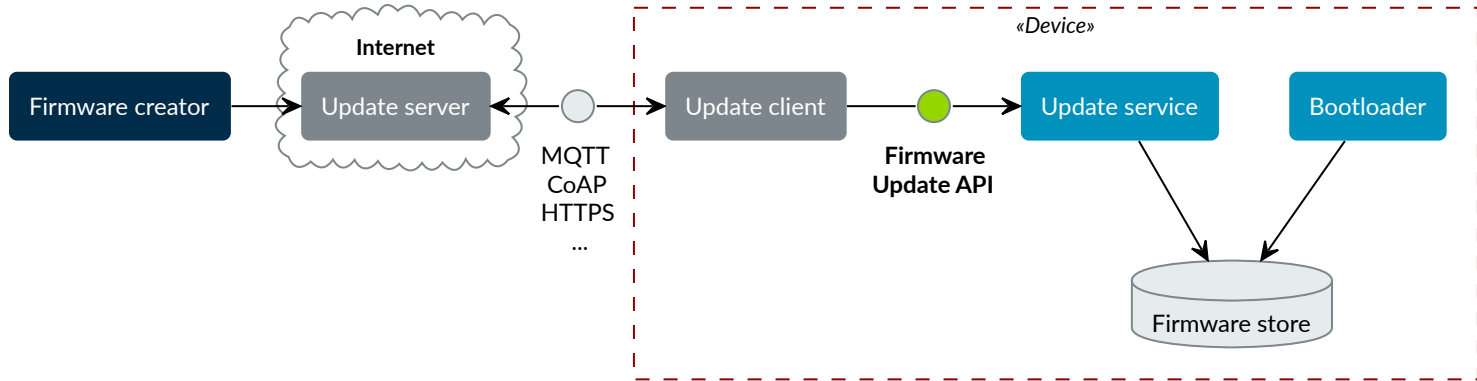 «Device»
Internet
Firmware creator
Update server
Update client
Update service
Bootloader
MQTT
CoAP
HTTPS
...
Firmware
Update API
Firmware store